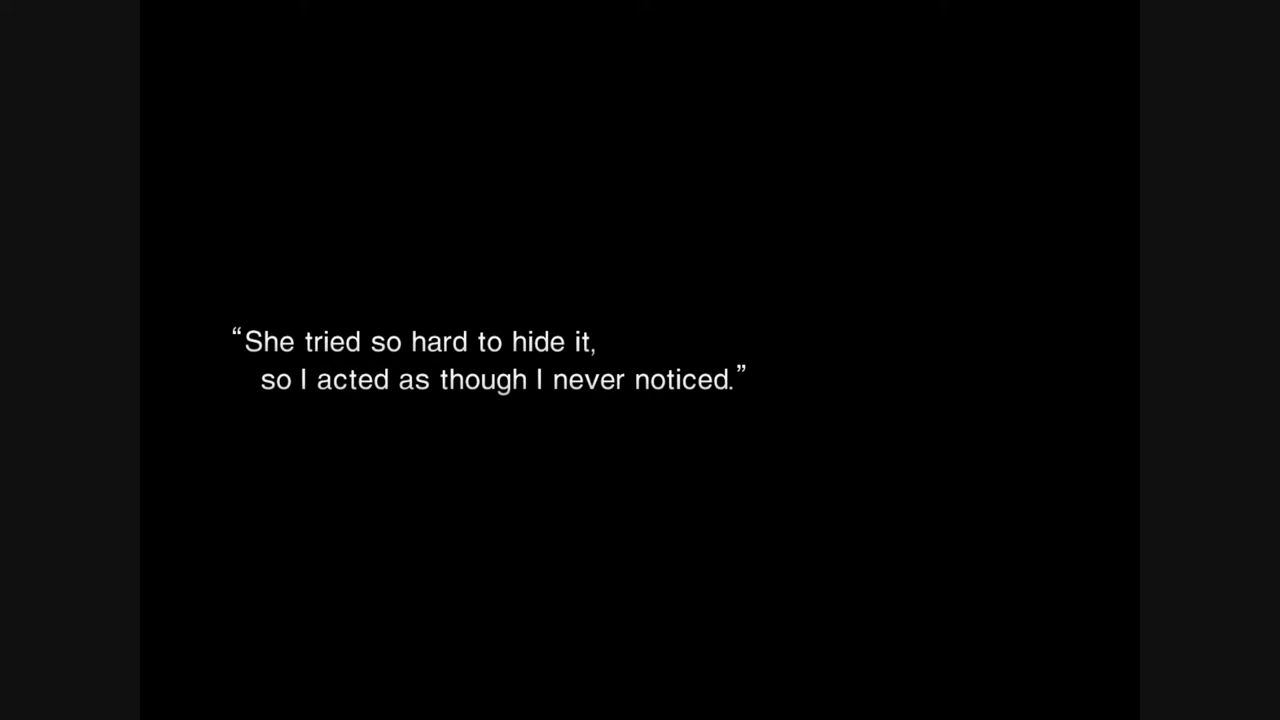 “She tried so hard to hide it,
so I acted as though I never noticed.”